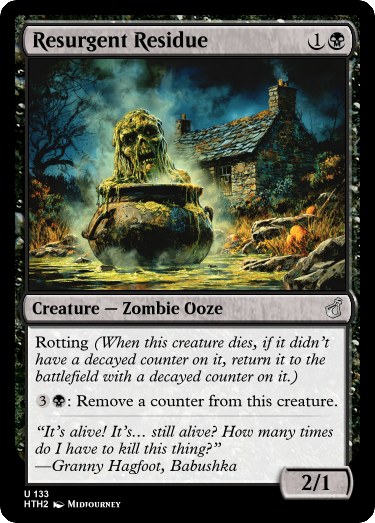 Resurgent Residue 1
Creature — Zombie Ooze
Rotting (When this creature dies, if it didn't
have a decayed counter on it, return it to the
battlefield with a decayed counter on it.)
3 : Remove a counter from this creature.
"It's alive! It's… still alive? How many times
do I have to kill this thing?"
—Granny Hagfoot, Babushka
2/1
U 133
HTH2 Midjourney